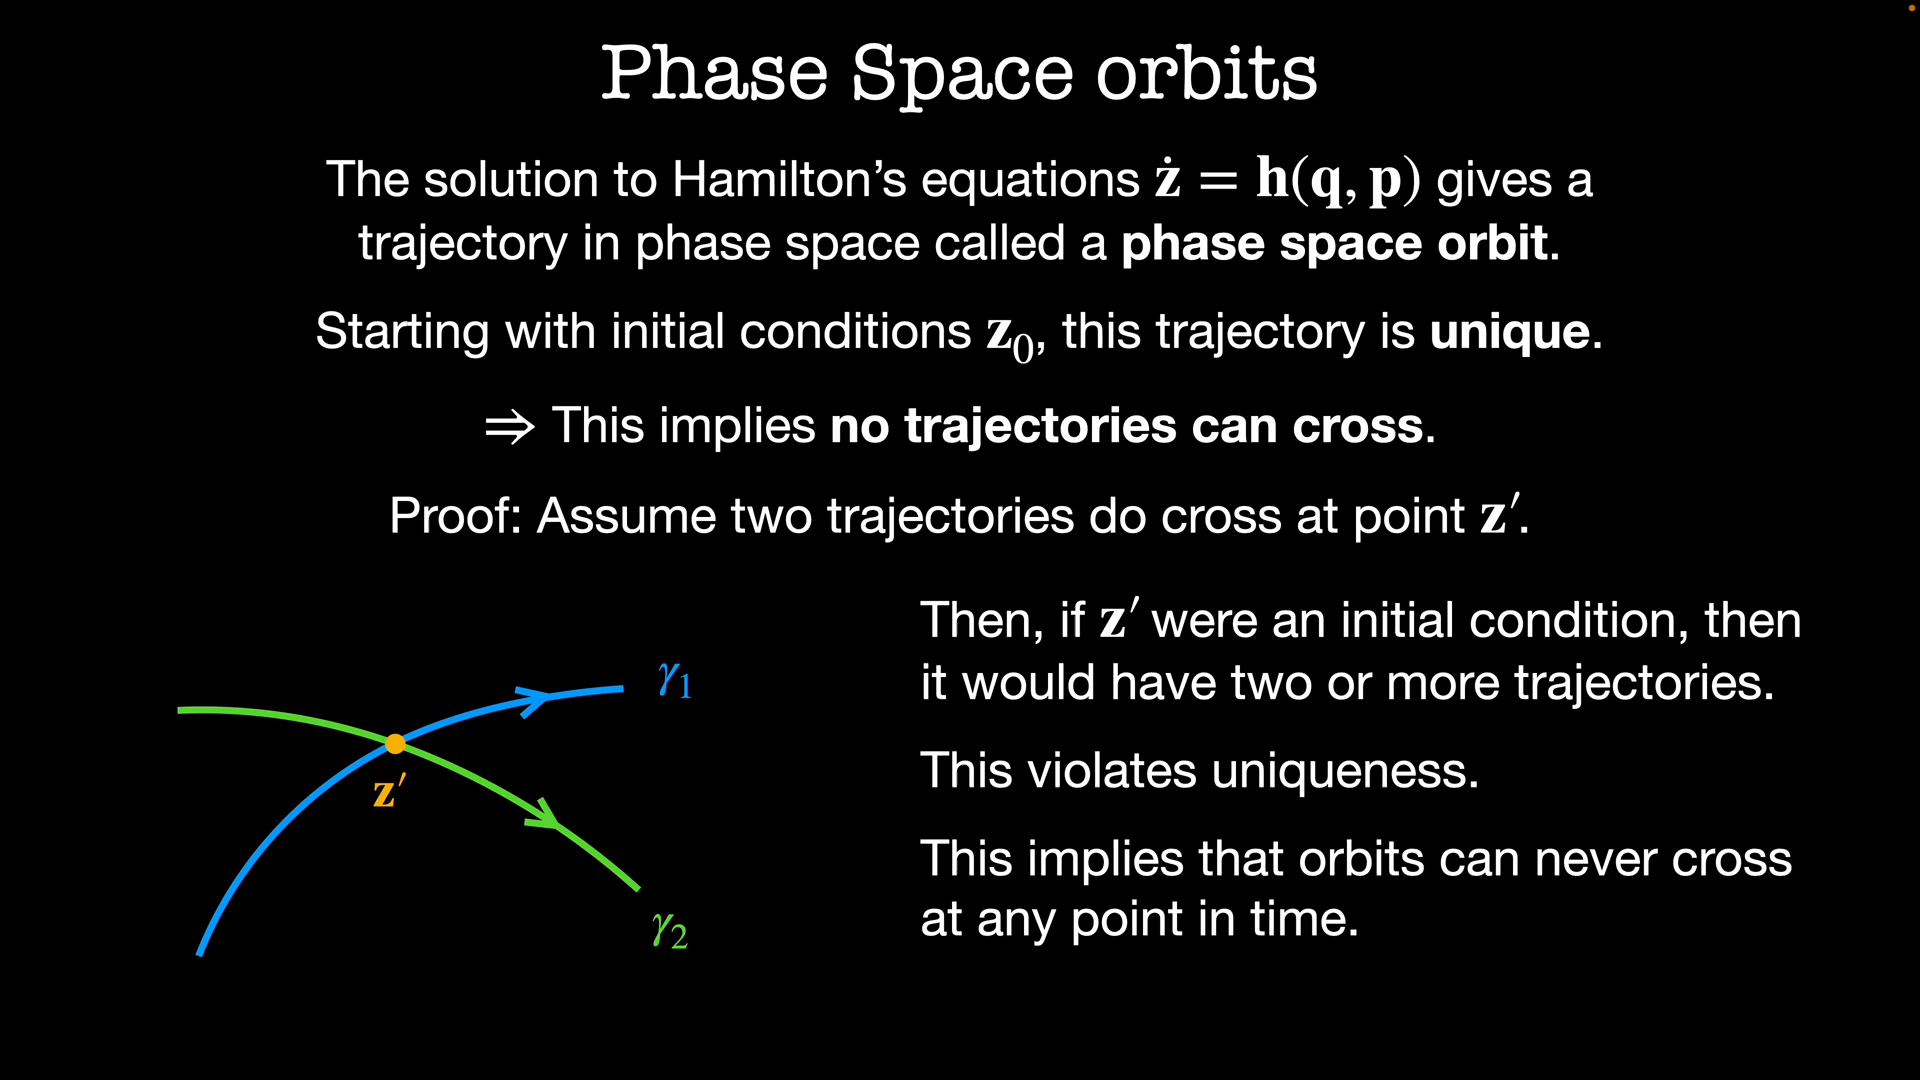 Phase Space orbits
The solution to Hamilton’s equations ż = h(q, p) gives a
trajectory in phase space called a phase space orbit.
Starting with initial conditions z₀, this trajectory is unique.
⇒ This implies no trajectories can cross.
Proof: Assume two trajectories do cross at point z′.
Then, if z′ were an initial condition, then
it would have two or more trajectories.
This violates uniqueness.
This implies that orbits can never cross
at any point in time.
γ₁
z′
γ₂